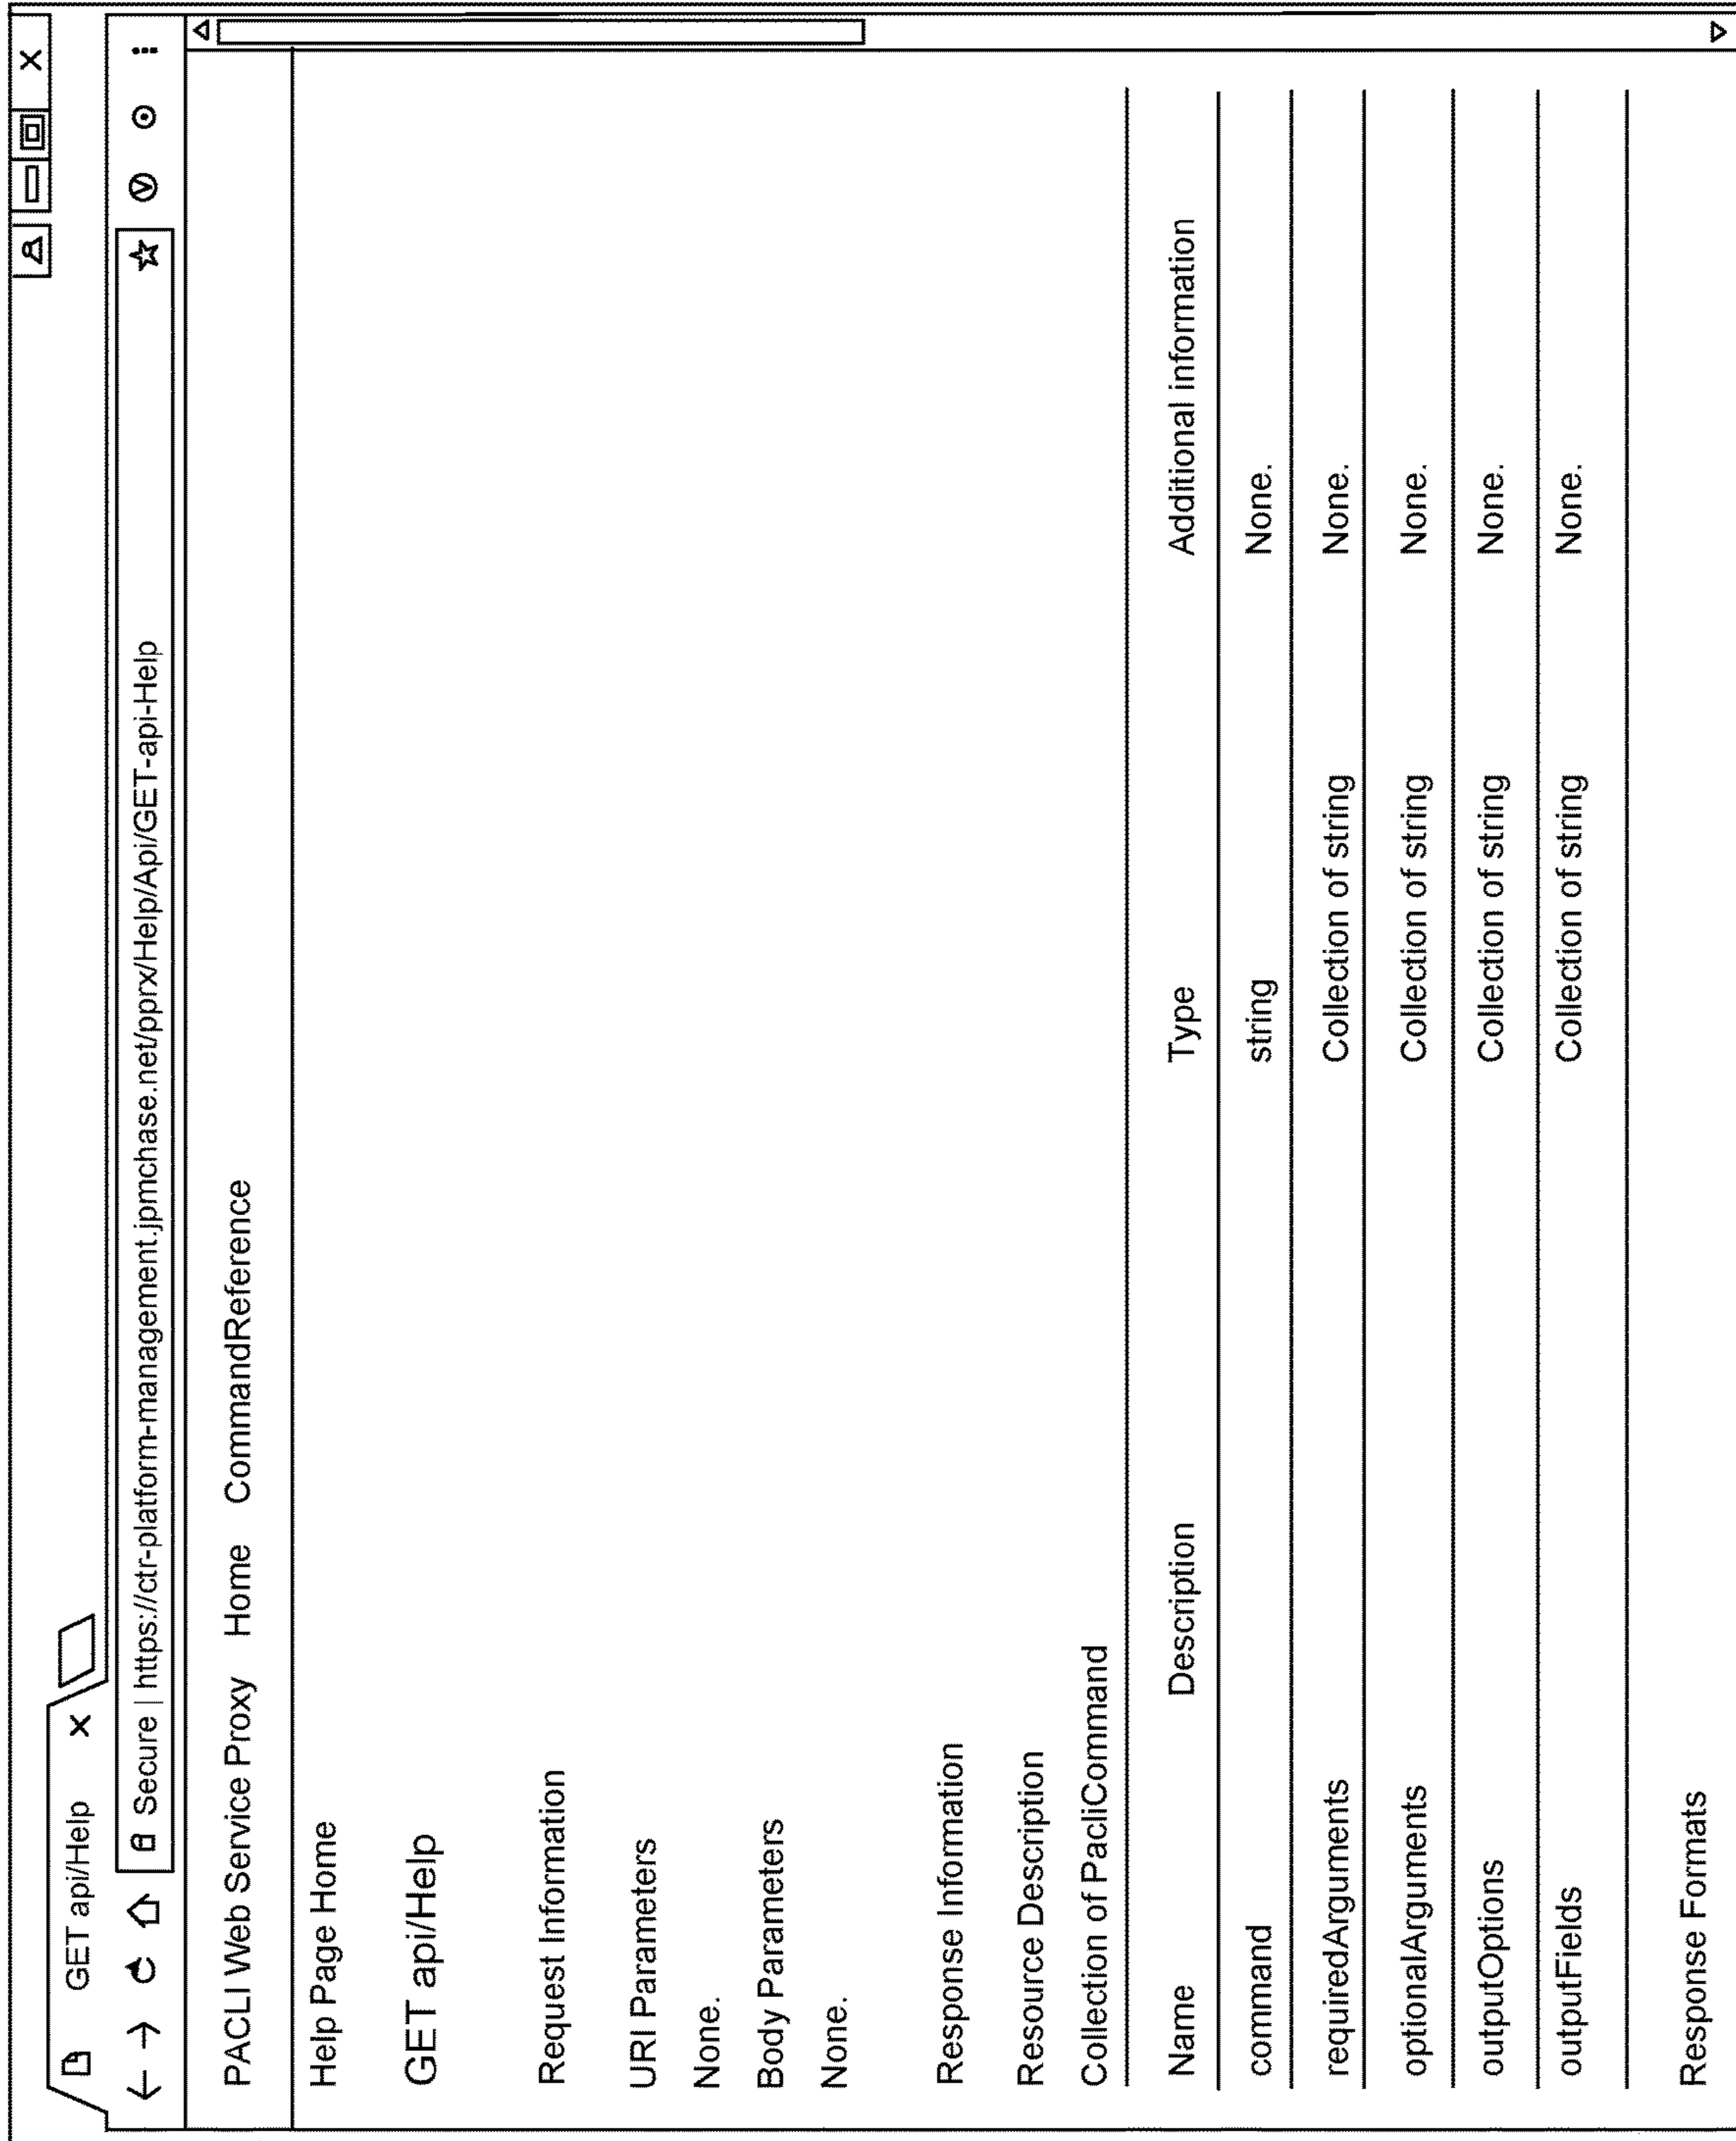 GET api/Help X
Secure | https://ctr-platform-management.jpmchase.net/pprx/Help/Api/GET-api-Help
PACLI Web Service Proxy Home CommandReference
Help Page Home
GET api/Help
Request Information
URI Parameters
None.
Body Parameters
None.
Response Information
Resource Description
Collection of PacliCommand
Name Description Type Additional information
command string None.
requiredArguments Collection of string None.
optionalArguments Collection of string None.
outputOptions Collection of string None.
outputFields Collection of string None.
Response Formats